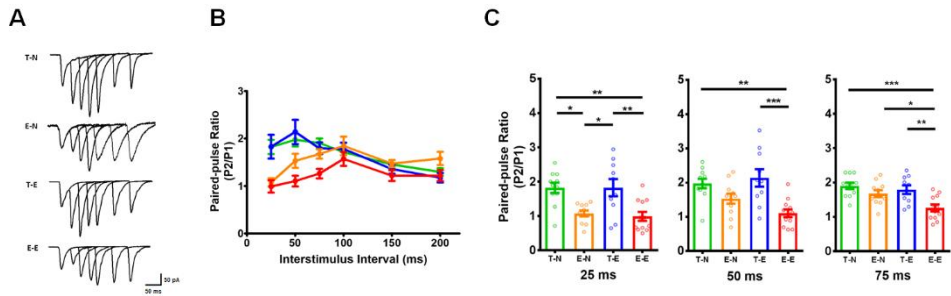 A
T-N
E-N
T-E
E-E
50 pA
50 ms
B
Paired-pulse Ratio
(P2/P1)
3
2
1
0
50 100 150 200
Interstimulus Interval (ms)
C
Paired-pulse Ratio
(P2/P1)
5
4
3
2
1
0
**
* **
*
T-N E-N T-E E-E
25 ms
5
4
3
2
1
0
**
***
T-N E-N T-E E-E
50 ms
5
4
3
2
1
0
***
*
**
T-N E-N T-E E-E
75 ms